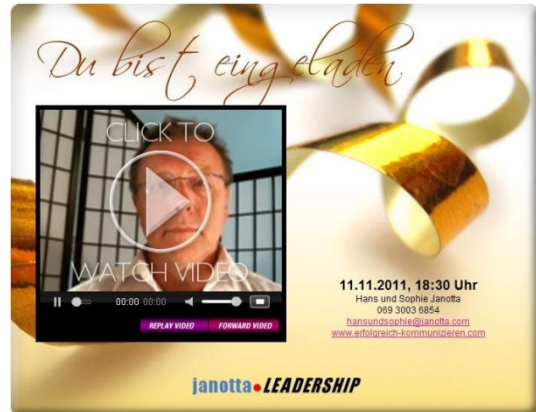 Du bist eingeladen
CLICK TO
WATCH VIDEO
00:00 00:00
REPLAY VIDEO FORWARD VIDEO
11.11.2011, 18:30 Uhr
Hans und Sophie Janotta
069 3003 6854
hansundsophie@janotta.com
www.erfolgreich-kommunizieren.com
janotta•LEADERSHIP